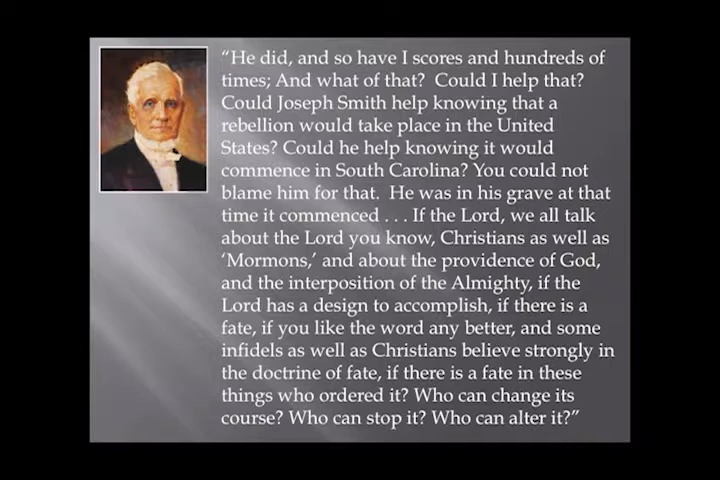 “He did, and so have I scores and hundreds of
times; And what of that?  Could I help that?
Could Joseph Smith help knowing that a
rebellion would take place in the United
States? Could he help knowing it would
commence in South Carolina? You could not
blame him for that.  He was in his grave at that
time it commenced . . . If the Lord, we all talk
about the Lord you know, Christians as well as
‘Mormons,’ and about the providence of God,
and the interposition of the Almighty, if the
Lord has a design to accomplish, if there is a
fate, if you like the word any better, and some
infidels as well as Christians believe strongly in
the doctrine of fate, if there is a fate in these
things who ordered it? Who can change its
course? Who can stop it? Who can alter it?”